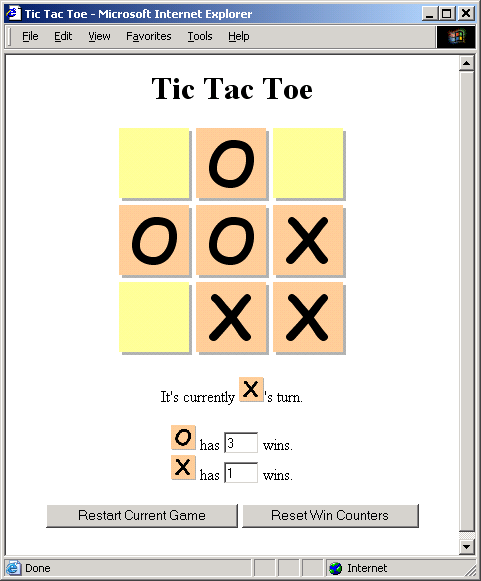 Tic Tac Toe - Microsoft Internet Explorer
File Edit View Favorites Tools Help
Tic Tac Toe
O
O O X
X X
It's currently X's turn.
O has 3 wins.
X has 1 wins.
Restart Current Game Reset Win Counters
Done Internet